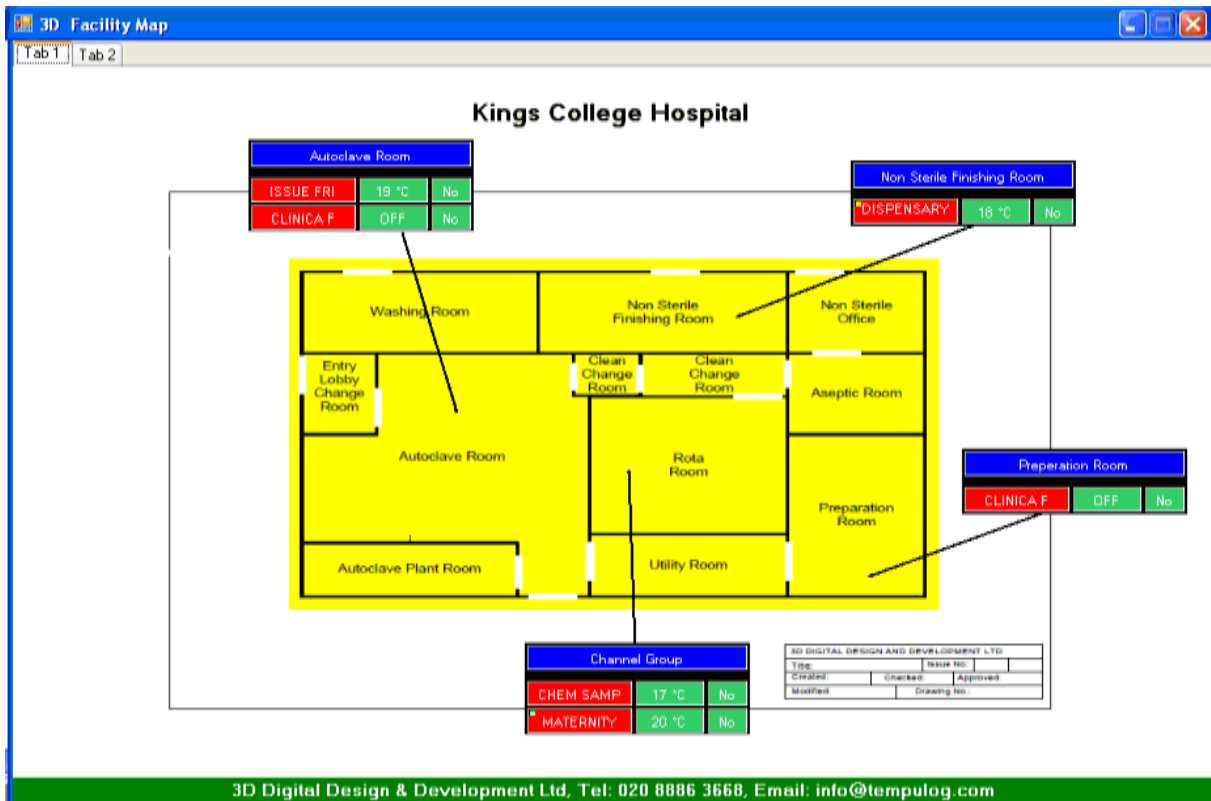 3D Facility Map
Tab 1 Tab 2
Kings College Hospital
Autoclave Room
ISSUE FRI 19 °C No
CLINICA F OFF No
Non Sterile Finishing Room
DISPENSARY 18 °C No
Washing Room
Non Sterile
Finishing Room
Non Sterile
Office
Entry
Lobby
Change
Room
Clean
Change
Room
Clean
Change
Room
Aseptic Room
Autoclave Room
Rota
Room
Preperation Room
CLINICA F OFF No
Preparation
Room
Autoclave Plant Room
Utility Room
Channel Group
CHEM SAMP 17 °C No
MATERNITY 20 °C No
3D DIGITAL DESIGN AND DEVELOPMENT LTD
Title: Issue No:
Created: Checked: Approved:
Modified: Drawing No.:
3D Digital Design & Development Ltd, Tel: 020 8886 3668, Email: info@tempulog.com